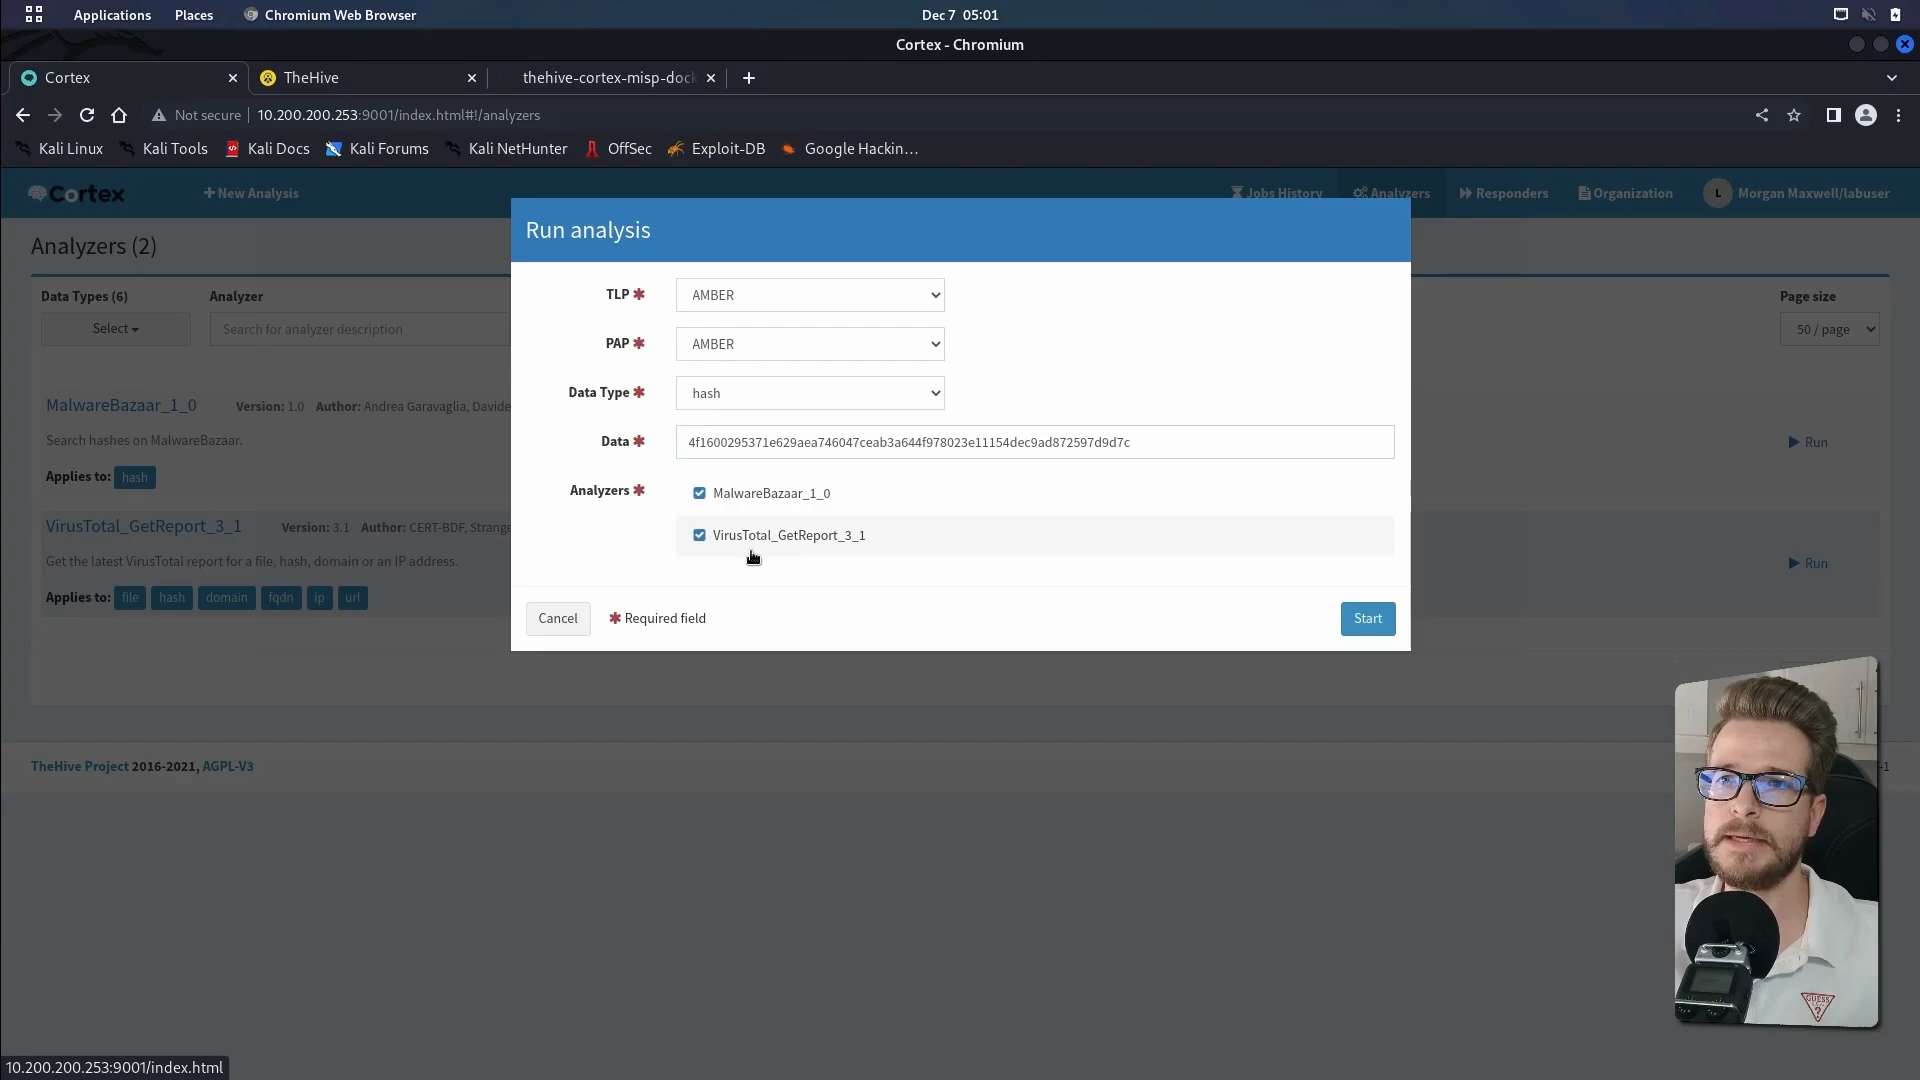 Applications Places Chromium Web Browser Dec 7 05:01
Cortex - Chromium
Cortex TheHive thehive-cortex-misp-dock
Not secure 10.200.200.253:9001/index.html#!/analyzers
Kali Linux Kali Tools Kali Docs Kali Forums Kali NetHunter OffSec Exploit-DB Google Hackin…
Cortex + New Analysis Jobs History Analyzers Responders Organization L Morgan Maxwell/labuser
Analyzers (2)
Data Types (6) Analyzer Page size
Select Search for analyzer description 50 / page
MalwareBazaar_1_0 Version: 1.0 Author: Andrea Garavaglia, Davide
Search hashes on MalwareBazaar.
Run
Applies to: hash
VirusTotal_GetReport_3_1 Version: 3.1 Author: CERT-BDF, Strange
Get the latest VirusTotal report for a file, hash, domain or an IP address.
Run
Applies to: file hash domain fqdn ip url
Run analysis
TLP * AMBER
PAP * AMBER
Data Type * hash
Data * 4f1600295371e629aea746047ceab3a644f978023e11154dec9ad872597d9d7c
Analyzers * MalwareBazaar_1_0
VirusTotal_GetReport_3_1
Cancel * Required field Start
TheHive Project 2016-2021, AGPL-V3
-1
GUESS
?
10.200.200.253:9001/index.html